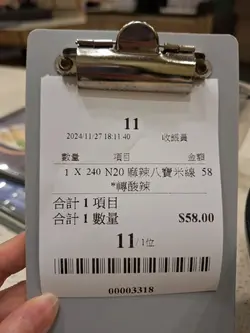 11
2024/11/27 18:11:40 收銀員
數量 項目 金額
1 X 240 N20 麻辣八寶米線 58
"轉酸辣
合計 1 項目
合計 1 數量 $58.00
11/1位
00003318